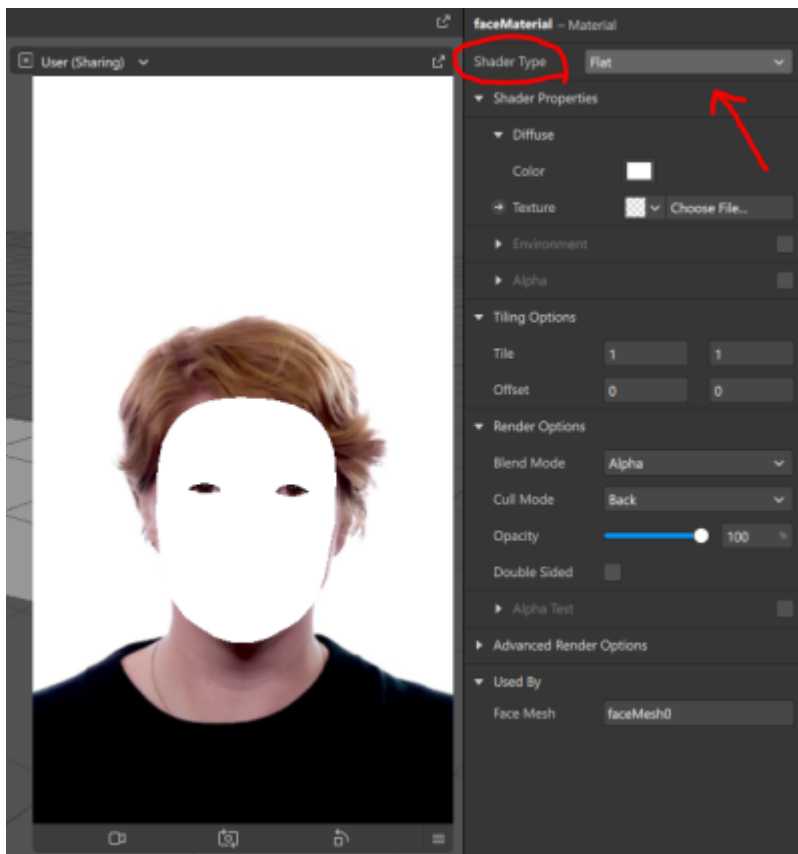 faceMaterial – Material
User (Sharing)
Shader Type Flat
Shader Properties
Diffuse
Color
Texture Choose File...
Environment
Alpha
Tiling Options
Tile 1 1
Offset 0 0
Render Options
Blend Mode Alpha
Cull Mode Back
Opacity 100 %
Double Sided
Alpha Test
Advanced Render Options
Used By
Face Mesh faceMesh0